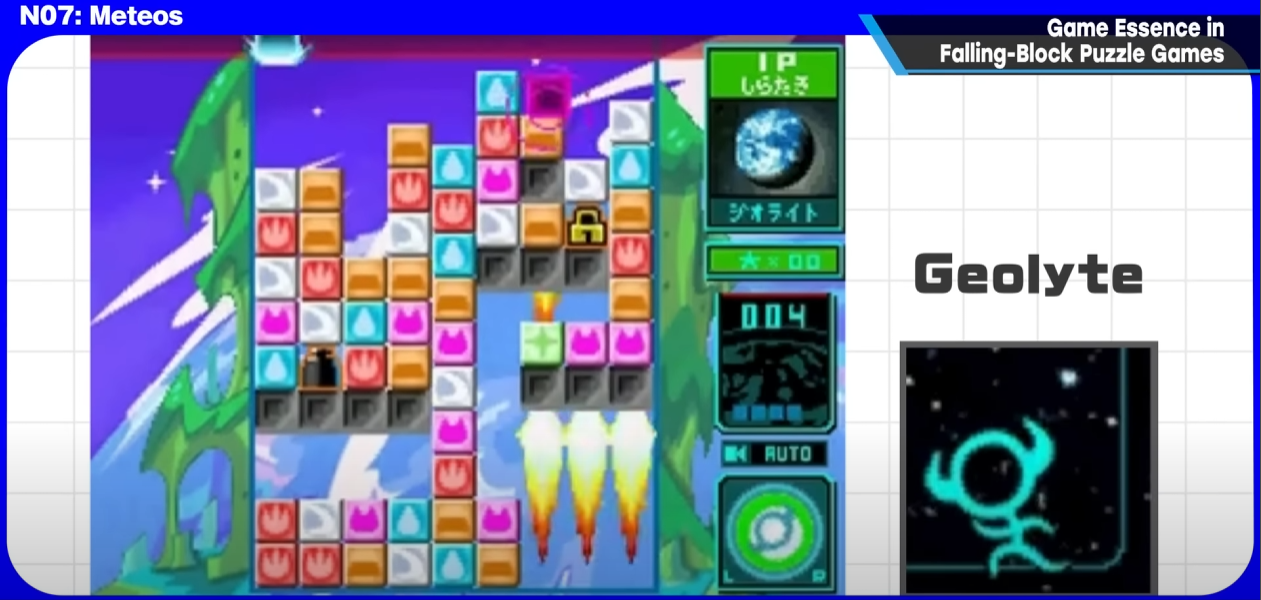 N07: Meteos
Game Essence in
Falling-Block Puzzle Games
1P
しらたき
ジオライト
★×00
004
AUTO
L R
Geolyte